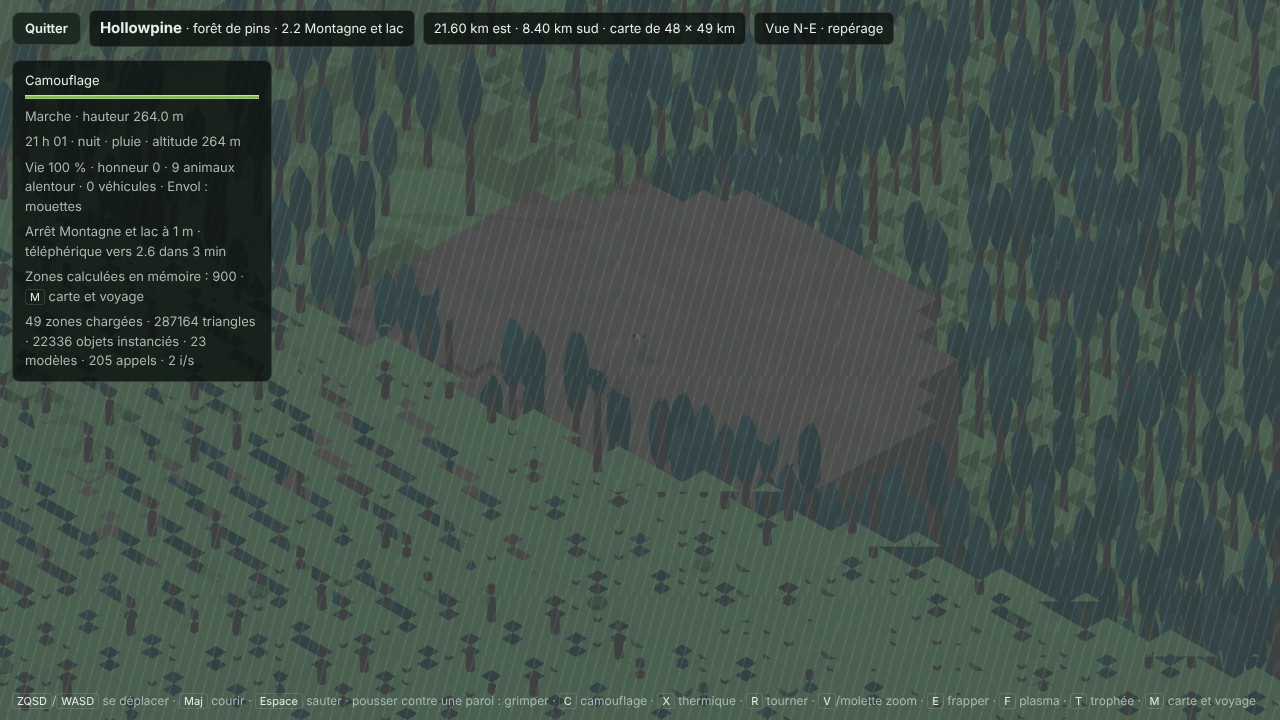 Quitter
Hollowpine · forêt de pins · 2.2 Montagne et lac
21.60 km est · 8.40 km sud · carte de 48 × 49 km
Vue N-E · repérage
Camouflage
Marche · hauteur 264.0 m
21 h 01 · nuit · pluie · altitude 264 m
Vie 100 % · honneur 0 · 9 animaux
alentour · 0 véhicules · Envol :
mouettes
Arrêt Montagne et lac à 1 m ·
téléphérique vers 2.6 dans 3 min
Zones calculées en mémoire : 900 ·
M carte et voyage
49 zones chargées · 287164 triangles
· 22336 objets instanciés · 23
modèles · 205 appels · 2 i/s
ZQSD / WASD se déplacer · Maj courir · Espace sauter · pousser contre une paroi : grimper · C camouflage · X thermique · R tourner · V /molette zoom · E frapper · F plasma · T trophée · M carte et voyage